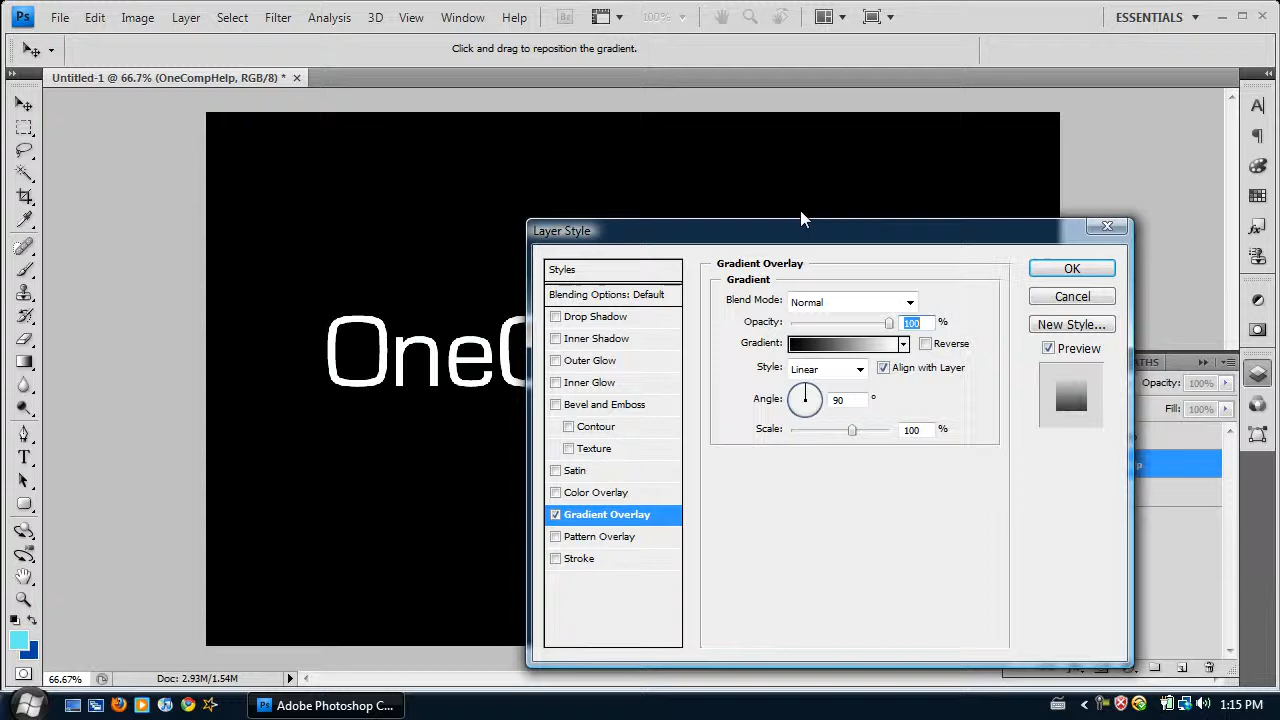 Ps File Edit Image Layer Select Filter Analysis 3D View Window Help Br 100% ESSENTIALS
Click and drag to reposition the gradient.
Untitled-1 @ 66.7% (OneCompHelp, RGB/8) *
Layer Style
Styles
Blending Options: Default
Drop Shadow
Inner Shadow
Outer Glow
Inner Glow
Bevel and Emboss
Contour
Texture
Satin
Color Overlay
Gradient Overlay
Pattern Overlay
Stroke
Gradient Overlay
Gradient
Blend Mode: Normal
Opacity: 100 %
Gradient: Reverse
Style: Linear Align with Layer
Angle: 90 °
Scale: 100 %
OK
Cancel
New Style...
Preview
OneC
Opacity: 100%
Fill: 100%
66.67% Doc: 2.93M/1.54M
Adobe Photoshop C... 1:15 PM